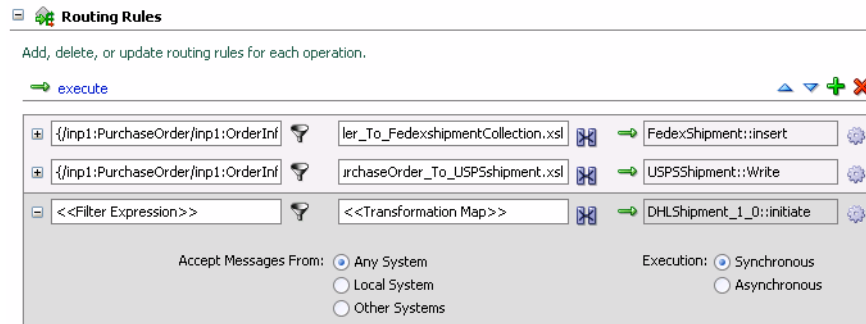 Routing Rules
Add, delete, or update routing rules for each operation.
execute
{/inp1:PurchaseOrder/inp1:OrderInf ler_To_FedexshipmentCollection.xsl FedexShipment::insert
{/inp1:PurchaseOrder/inp1:OrderInf urchaseOrder_To_USPSshipment.xsl USPSShipment::Write
<<Filter Expression>> <<Transformation Map>> DHLShipment_1_0::initiate
Accept Messages From: Any System Execution: Synchronous
Local System Asynchronous
Other Systems